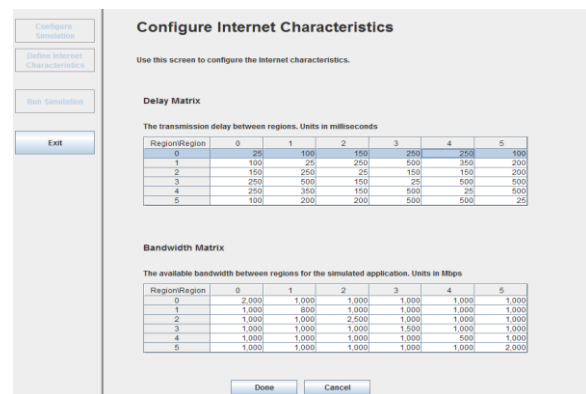 Configure
Simulation
Define Internet
Characteristics
Run Simulation
Exit
Configure Internet Characteristics
Use this screen to configure the Internet characteristics.
Delay Matrix
The transmission delay between regions. Units in milliseconds
Region\Region 0 1 2 3 4 5
0 25 100 150 250 250 100
1 100 25 250 500 350 200
2 150 250 25 150 150 200
3 250 500 150 25 500 500
4 250 350 150 500 25 500
5 100 200 200 500 500 25
Bandwidth Matrix
The available bandwidth between regions for the simulated application. Units in Mbps
Region\Region 0 1 2 3 4 5
0 2,000 1,000 1,000 1,000 1,000 1,000
1 1,000 800 1,000 1,000 1,000 1,000
2 1,000 1,000 2,500 1,000 1,000 1,000
3 1,000 1,000 1,000 1,500 1,000 1,000
4 1,000 1,000 1,000 1,000 500 1,000
5 1,000 1,000 1,000 1,000 1,000 2,000
Done Cancel